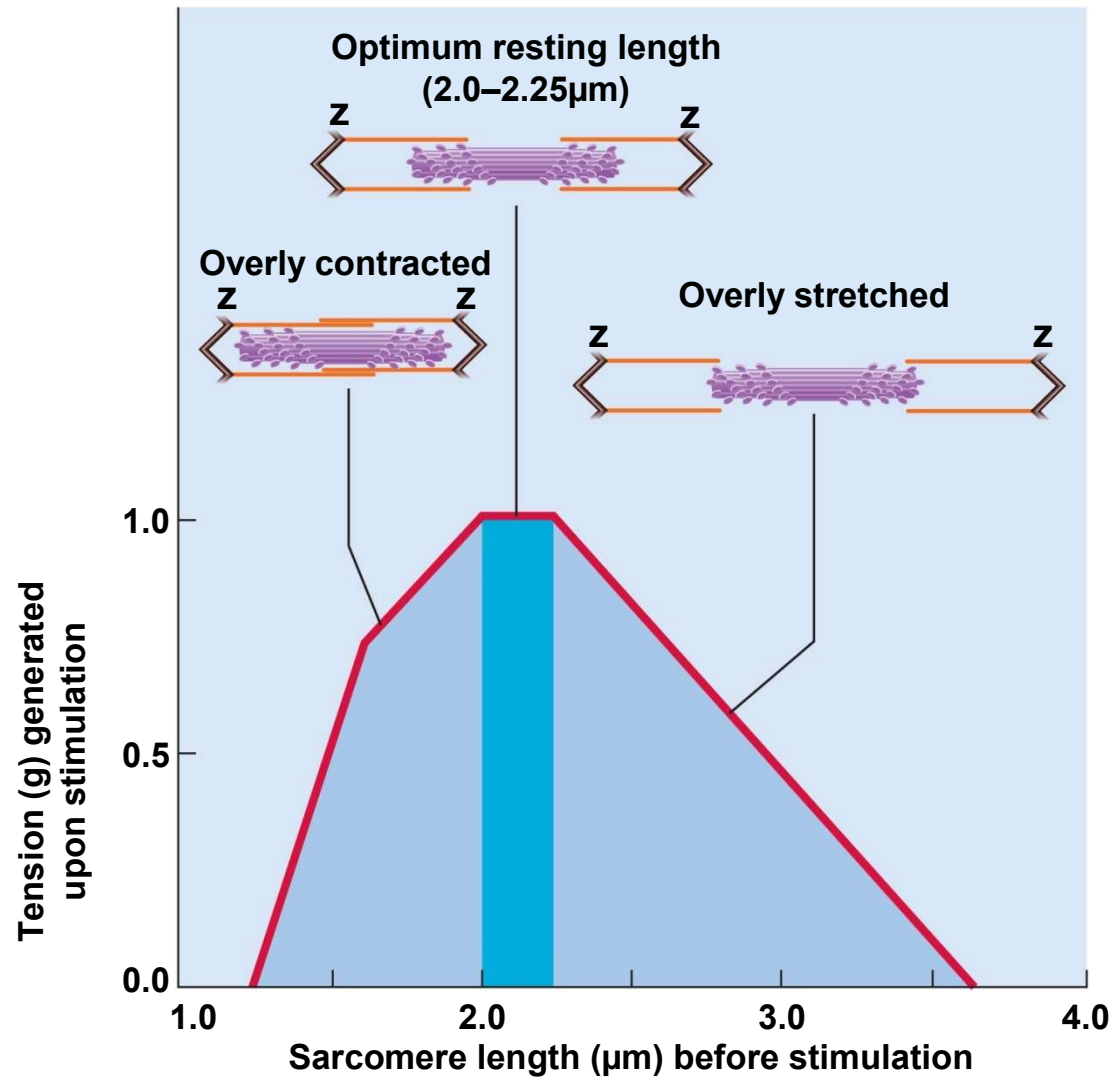 Optimum resting length
(2.0–2.25µm)
Z Z
Overly contracted
Z Z
Overly stretched
Z Z
1.0
0.5
0.0
Tension (g) generated
upon stimulation
1.0 2.0 3.0 4.0
Sarcomere length (µm) before stimulation